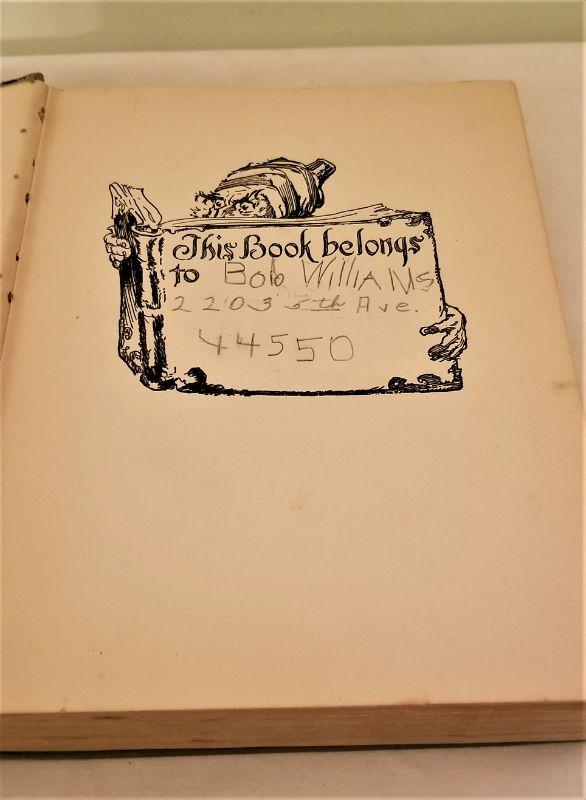 This Book belongs
to Bob Williams
2203 5th Ave.
44550